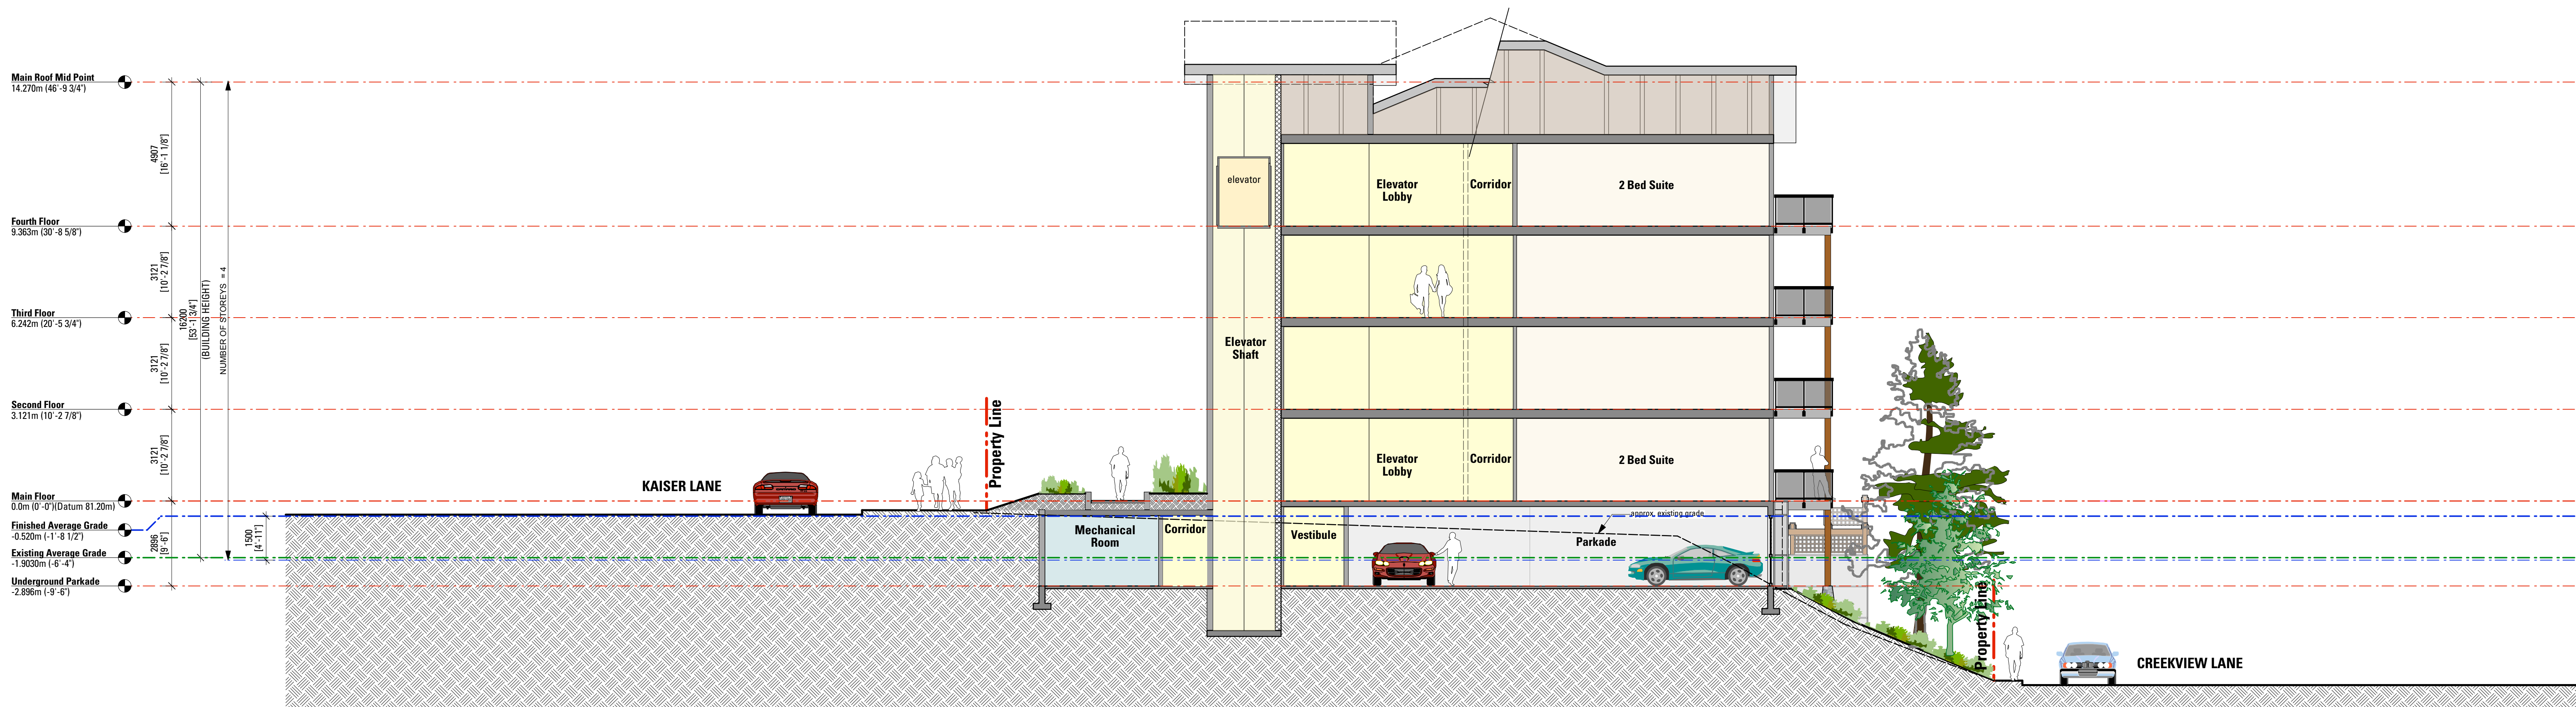 Main Roof Mid Point
14.270m (46'-9 3/4")
4907
[16'-1 1/8"]
Fourth Floor
9.363m (30'-8 5/8")
3121
[10'-2 7/8"]
Third Floor
6.242m (20'-5 3/4")
3121
[10'-2 7/8"]
Second Floor
3.121m (10'-2 7/8")
3121
[10'-2 7/8"]
Main Floor
0.0m (0'-0")(Datum 81.20m)
Finished Average Grade
-0.520m (-1'-8 1/2")
2896
[9'-6"]
Existing Average Grade
-1.9030m (-6'-4")
Underground Parkade
-2.896m (-9'-6")
16200
[53'-1 3/4"]
(BUILDING HEIGHT)
NUMBER OF STOREYS = 4
1500
[4'-11"]
KAISER LANE
Property Line
elevator
Elevator
Lobby
Corridor
2 Bed Suite
Elevator
Shaft
Elevator
Lobby
Corridor
2 Bed Suite
Mechanical
Room
Corridor
Vestibule
approx. existing grade
Parkade
Property Line
CREEKVIEW LANE